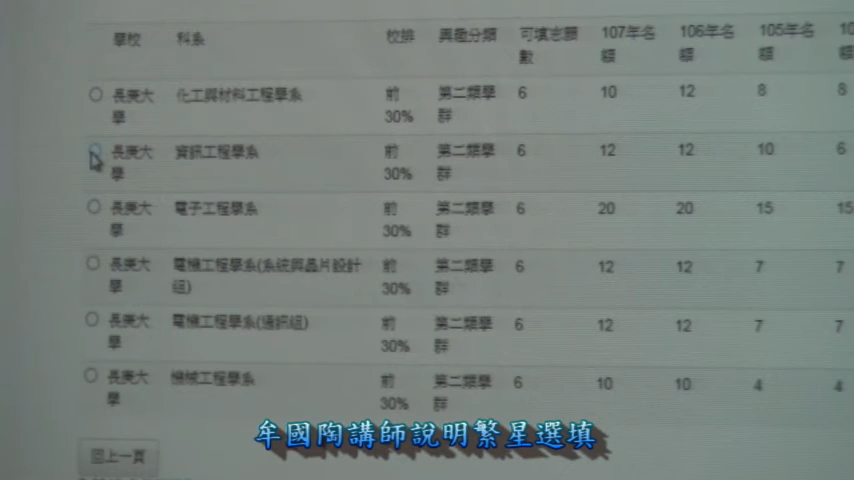 學校 科系 校排 興趣分類 可填志願數 107年名額 106年名額 105年名額 10
長庚大學 化工與材料工程學系 前30% 第二類學群 6 10 12 8 8
長庚大學 資訊工程學系 前30% 第二類學群 6 12 12 10 6
長庚大學 電子工程學系 前30% 第二類學群 6 20 20 15 15
長庚大學 電機工程學系(系統與晶片設計組) 前30% 第二類學群 6 12 12 7 7
長庚大學 電機工程學系(通訊組) 前30% 第二類學群 6 12 12 7 7
長庚大學 機械工程學系 前30% 第二類學群 6 10 10 4 4
牟國陶講師說明繁星選填
回上一頁